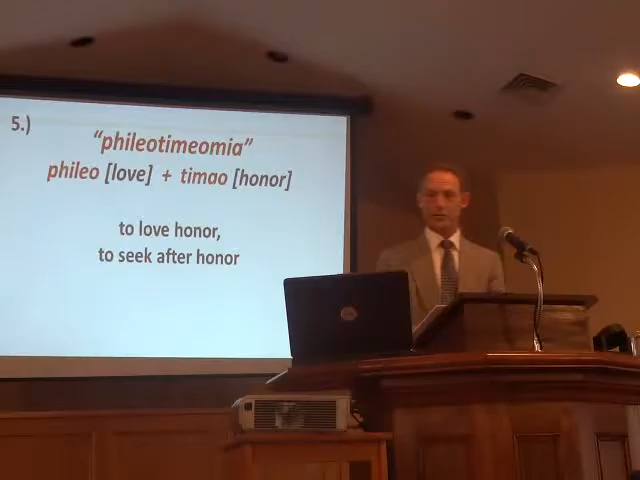 5.)
“phileotimeomia”
phileo [love] + timao [honor]
to love honor,
to seek after honor